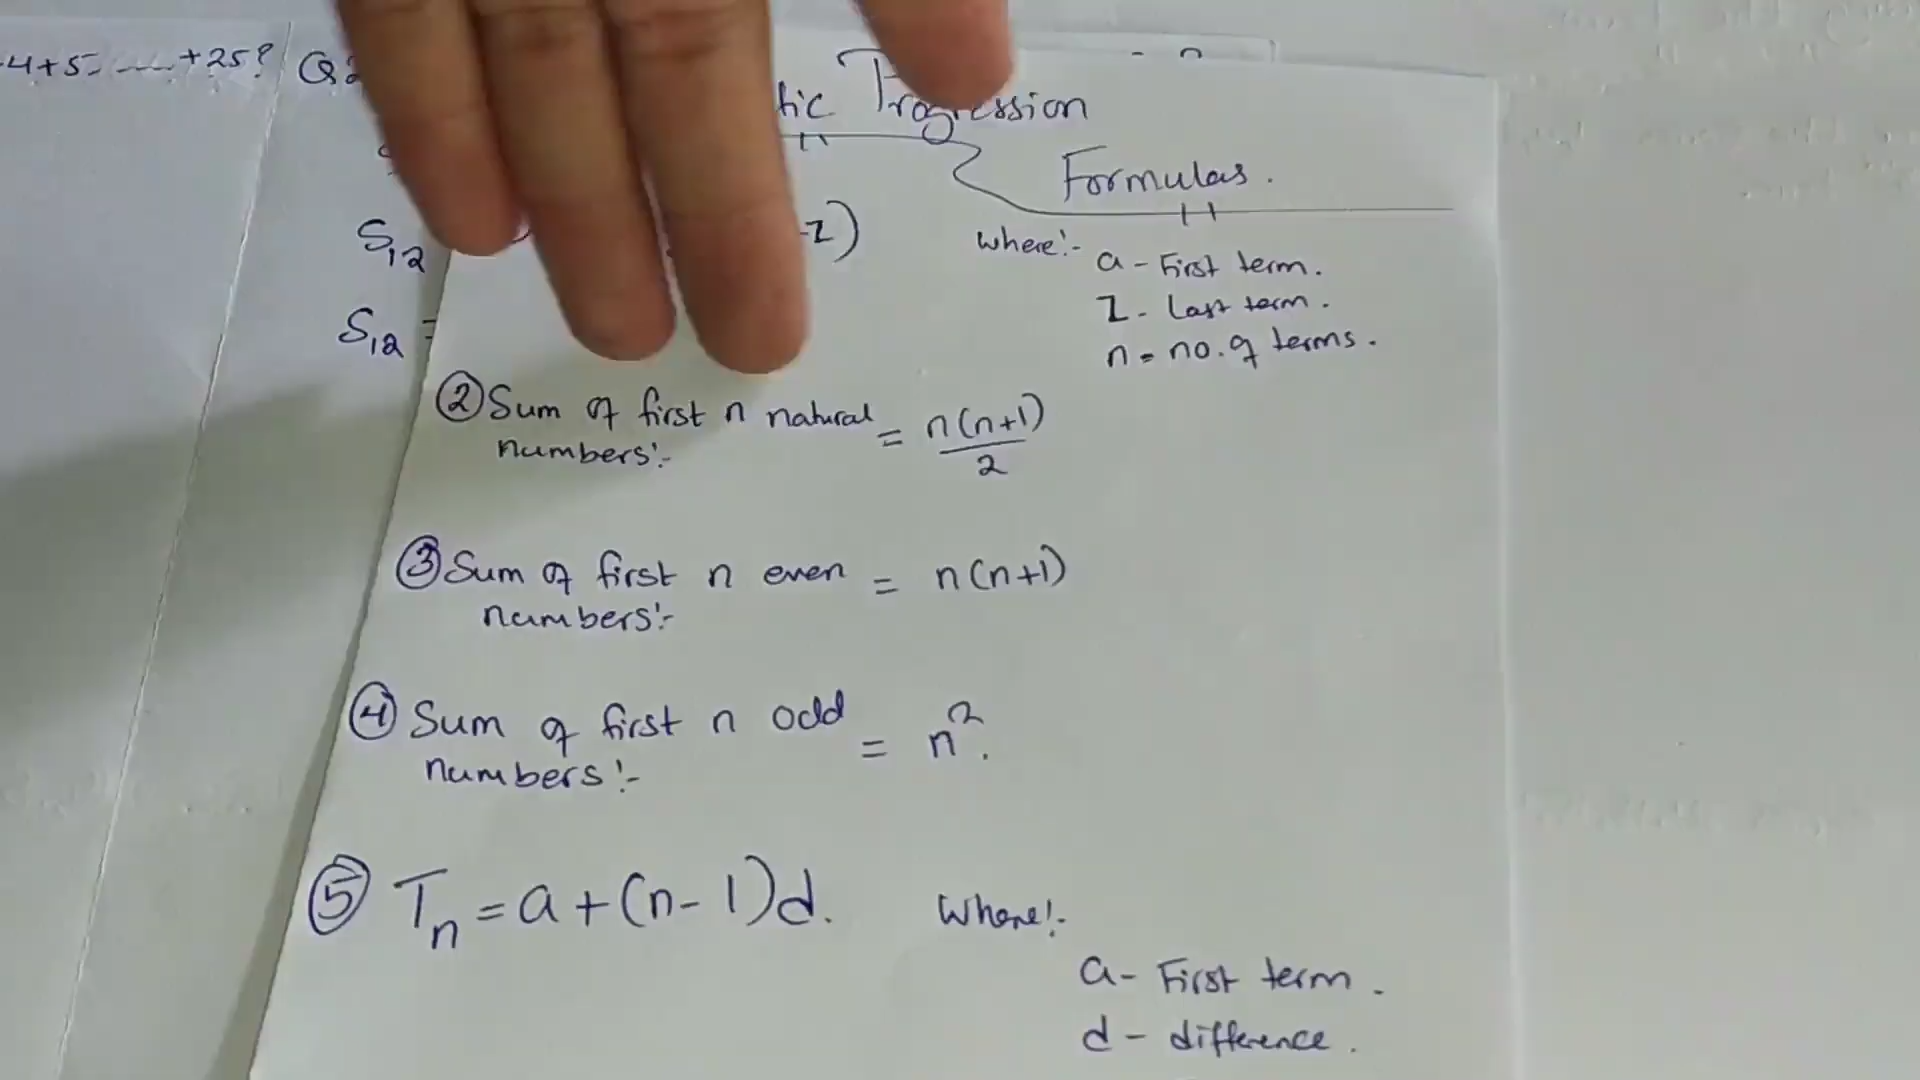 4+5- ..... +25?
Progression
Formulas.
where:-
a - First term.
l - Last term.
n = no. of terms.
S12
S12 =
② Sum of first n natural numbers:- = n(n+1)/2
③ Sum of first n even numbers:- = n(n+1)
④ Sum of first n odd numbers:- = n².
⑤ Tn = a + (n - 1)d.
Where:-
a - First term.
d - difference.